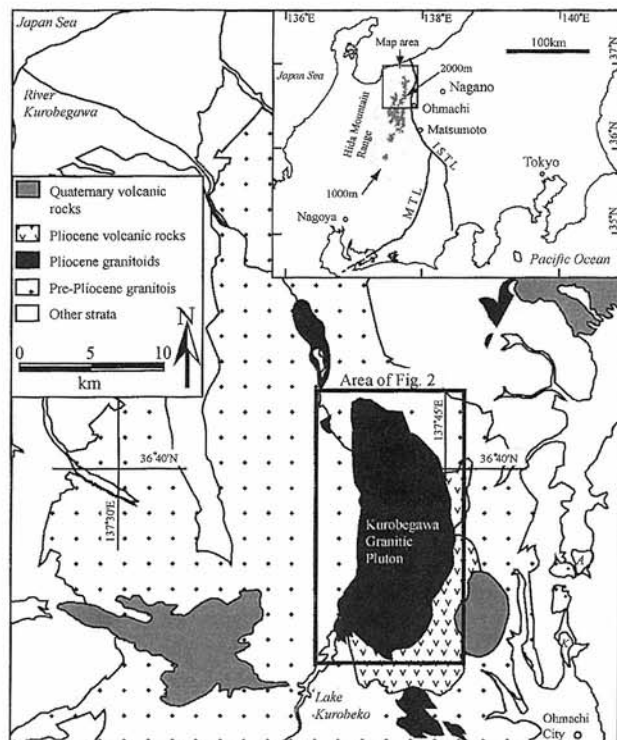 Japan Sea
River
Kurobegawa
136°E
138°E
140°E
Map area
100km
37°N
Japan Sea
2000m
Nagano
Ohmachi
Hida Mountain
Range
Matsumoto
36°N
ISTL
Tokyo
1000m
MTL
Nagoya
35°N
Pacific Ocean
Quaternary volcanic
rocks
Pliocene volcanic rocks
Pliocene granitoids
Pre-Pliocene granitois
Other strata
N
0 5 10
km
Area of Fig. 2
137°45'E
36°40'N
36°40'N
137°30'E
Kurobegawa
Granitic
Pluton
Lake
Kurobeko
Ohmachi
City